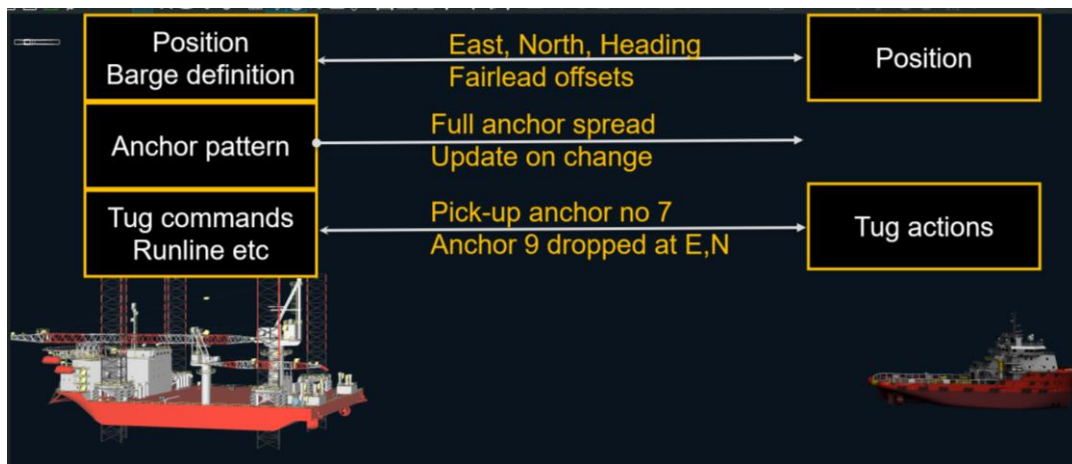 Position
Barge definition
East, North, Heading
Fairlead offsets
Position
Anchor pattern
Full anchor spread
Update on change
Tug commands
Runline etc
Pick-up anchor no 7
Anchor 9 dropped at E,N
Tug actions